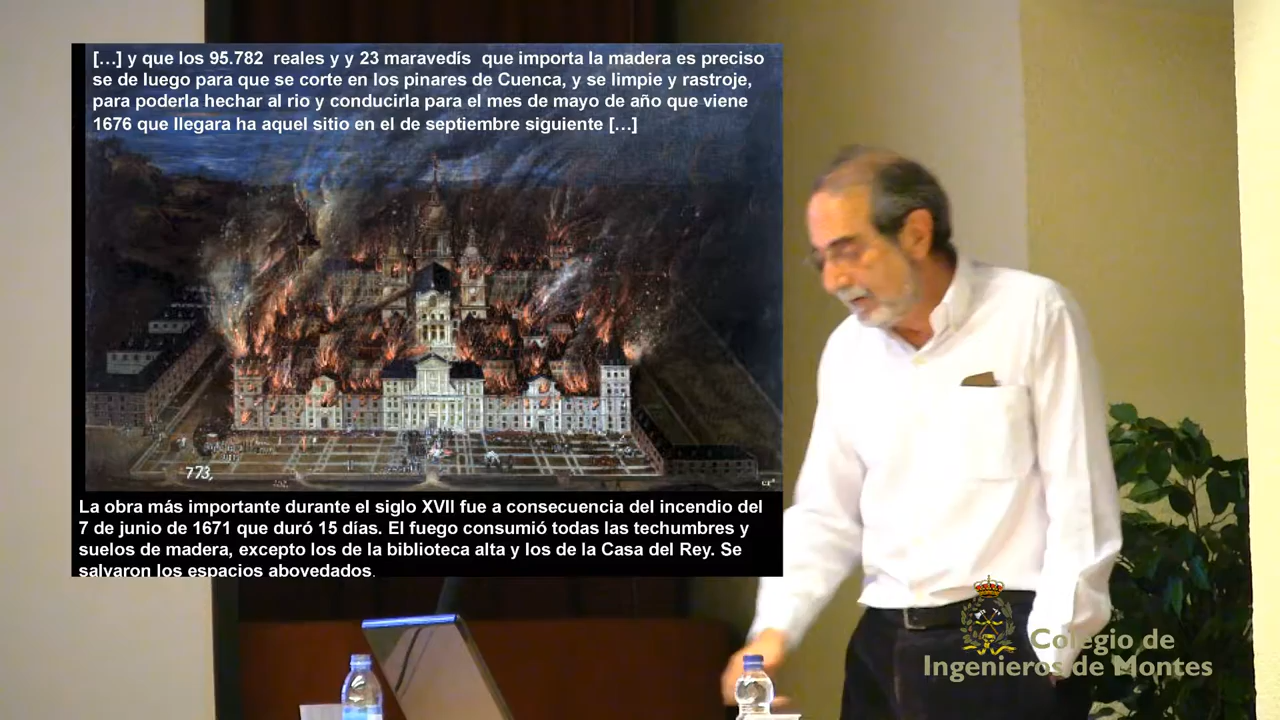 […] y que los 95.782 reales y y 23 maravedís que importa la madera es preciso
se de luego para que se corte en los pinares de Cuenca, y se limpie y rastroje,
para poderla hechar al rio y conducirla para el mes de mayo de año que viene
1676 que llegara ha aquel sitio en el de septiembre siguiente […]
773,
La obra más importante durante el siglo XVII fue a consecuencia del incendio del
7 de junio de 1671 que duró 15 días. El fuego consumió todas las techumbres y
suelos de madera, excepto los de la biblioteca alta y los de la Casa del Rey. Se
salvaron los espacios abovedados.
Colegio de
Ingenieros de Montes